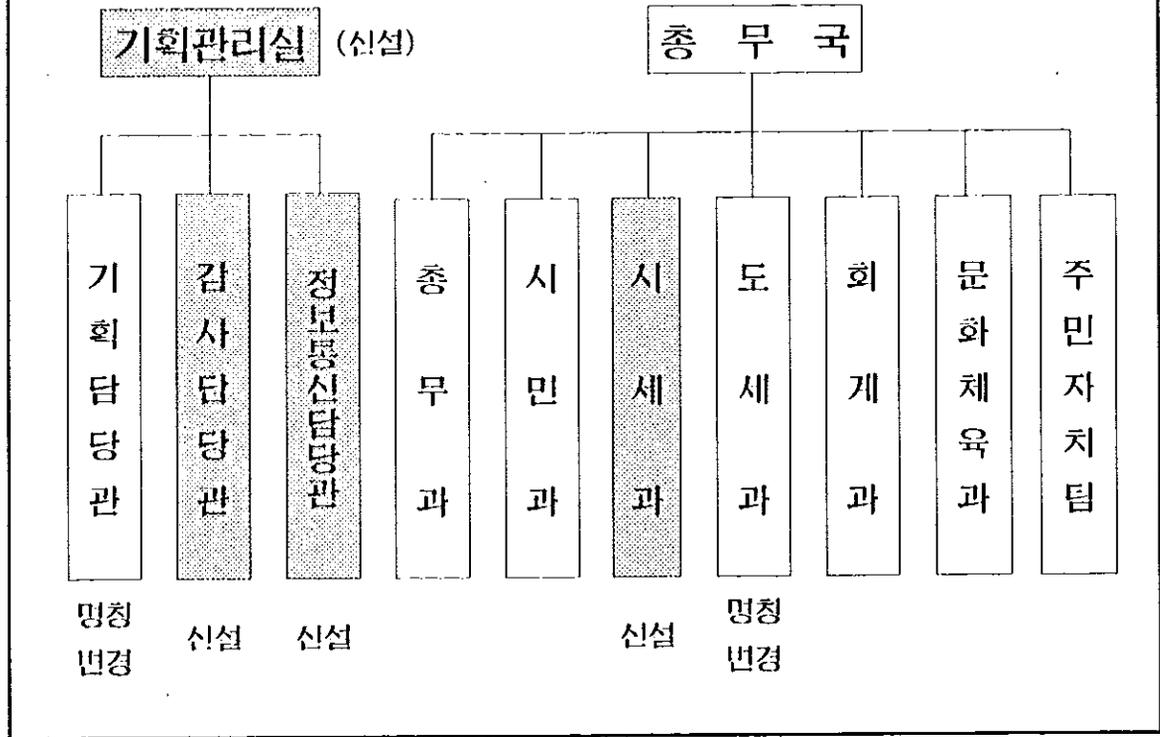 기획관리실 (신설)
총 무 국
기획담당관
감사담당관
정보통신담당관
총무과
시민과
시세과
도세과
회계과
문화체육과
주민자치팀
명칭
변경
신설
신설
신설
명칭
변경